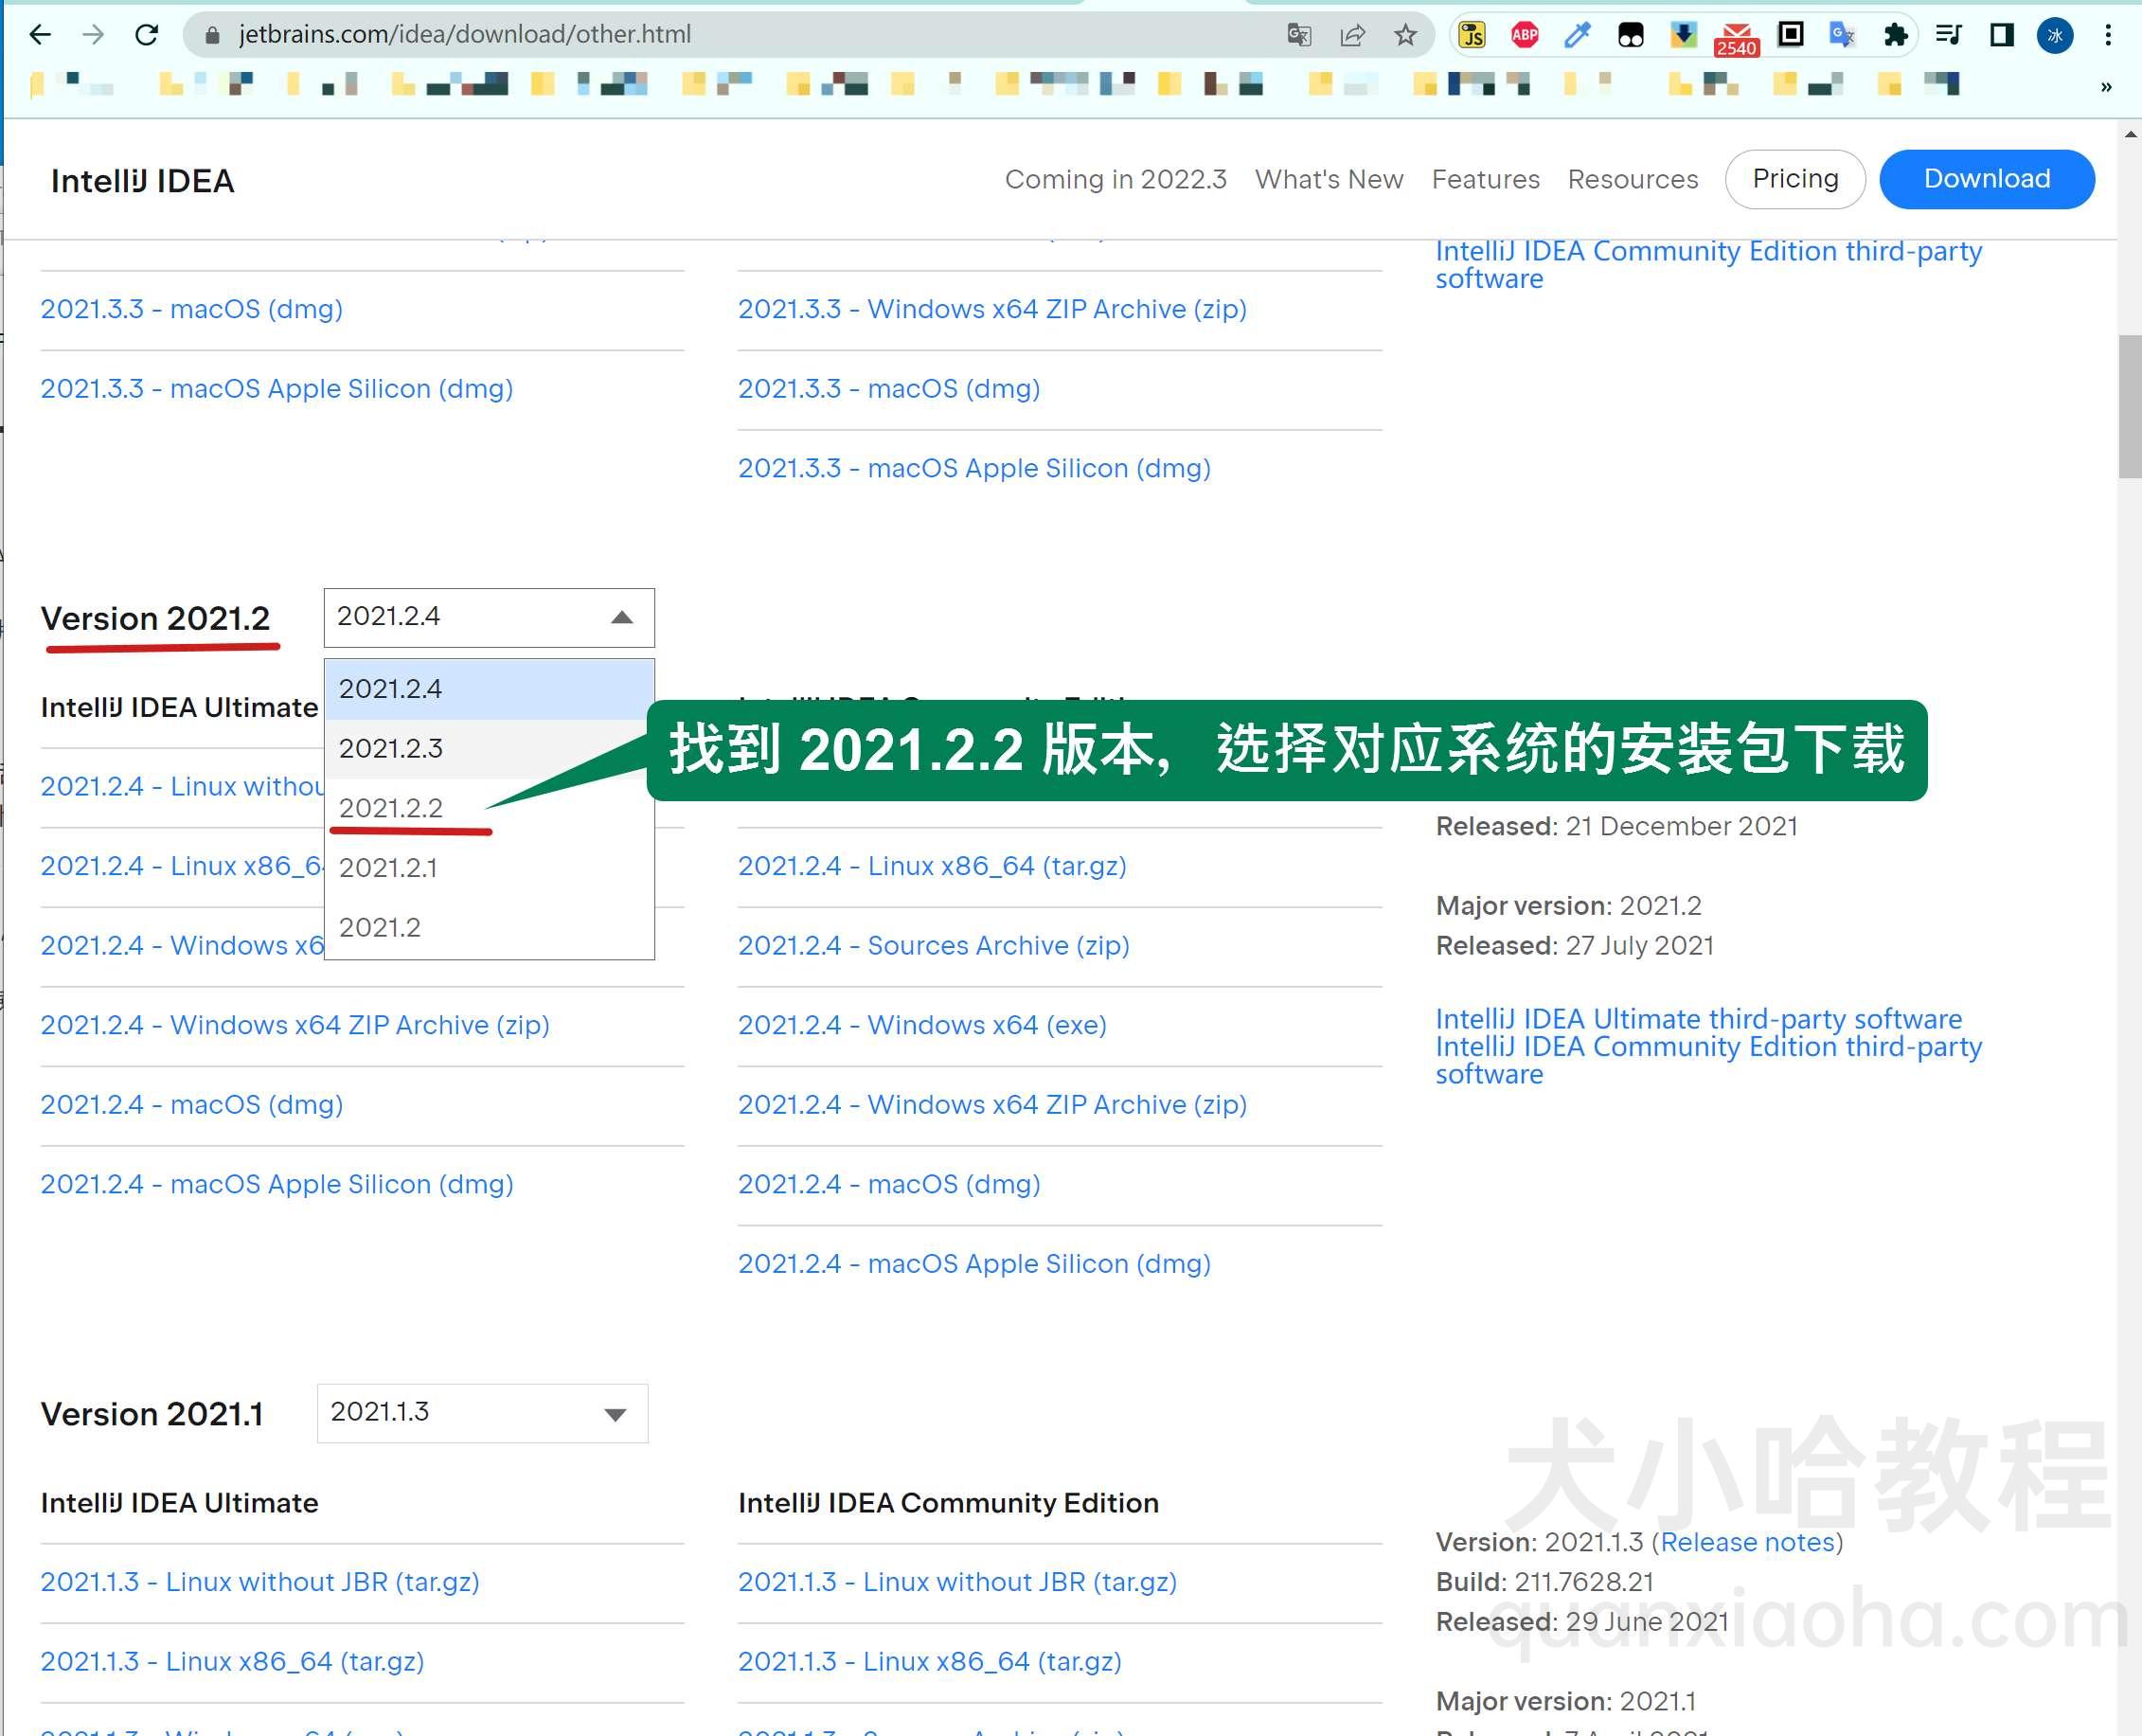 jetbrains.com/idea/download/other.html
JS
ABP
2540
冰
»
IntelliJ IDEA
Coming in 2022.3
What's New
Features
Resources
Pricing
Download
IntelliJ IDEA Community Edition third-party
software
2021.3.3 - macOS (dmg)
2021.3.3 - Windows x64 ZIP Archive (zip)
2021.3.3 - macOS Apple Silicon (dmg)
2021.3.3 - macOS (dmg)
2021.3.3 - macOS Apple Silicon (dmg)
Version 2021.2
2021.2.4
2021.2.4
2021.2.3
2021.2.2
2021.2.1
2021.2
找到 2021.2.2 版本, 选择对应系统的安装包下载
IntelliJ IDEA Ultimate
2021.2.4 - Linux
2021.2.4 - Linux
2021.2.4 - Windows
2021.2.4 - Windows x64 ZIP Archive (zip)
2021.2.4 - macOS (dmg)
2021.2.4 - macOS Apple Silicon (dmg)
2021.2.4 - Linux x86_64 (tar.gz)
2021.2.4 - Sources Archive (zip)
2021.2.4 - Windows x64 (exe)
2021.2.4 - Windows x64 ZIP Archive (zip)
2021.2.4 - macOS (dmg)
2021.2.4 - macOS Apple Silicon (dmg)
Released: 21 December 2021
Major version: 2021.2
Released: 27 July 2021
IntelliJ IDEA Ultimate third-party software
IntelliJ IDEA Community Edition third-party
software
Version 2021.1
2021.1.3
IntelliJ IDEA Ultimate
2021.1.3 - Linux without JBR (tar.gz)
2021.1.3 - Linux x86_64 (tar.gz)
IntelliJ IDEA Community Edition
2021.1.3 - Linux without JBR (tar.gz)
2021.1.3 - Linux x86_64 (tar.gz)
Version: 2021.1.3 (Release notes)
Build: 211.7628.21
Released: 29 June 2021
Major version: 2021.1
犬小哈教程
quanxiaoha.com